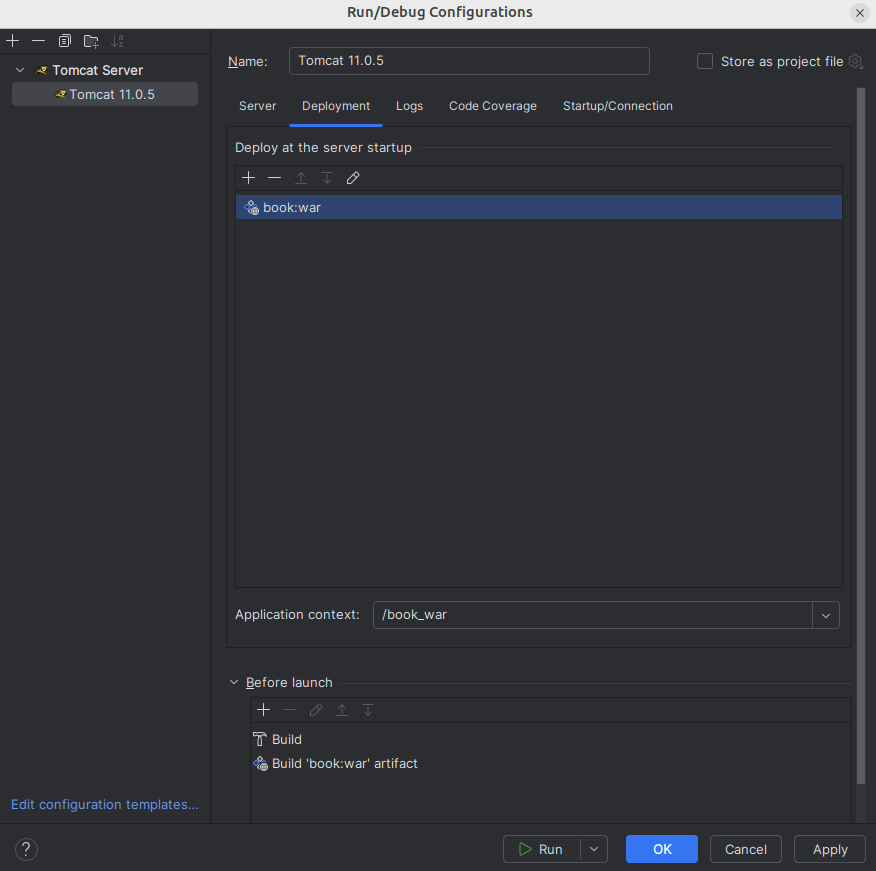 Run/Debug Configurations
Tomcat Server
Tomcat 11.0.5
Name: Tomcat 11.0.5 Store as project file
Server Deployment Logs Code Coverage Startup/Connection
Deploy at the server startup
book:war
Application context: /book_war
Before launch
Build
Build 'book:war' artifact
Edit configuration templates...
? Run OK Cancel Apply